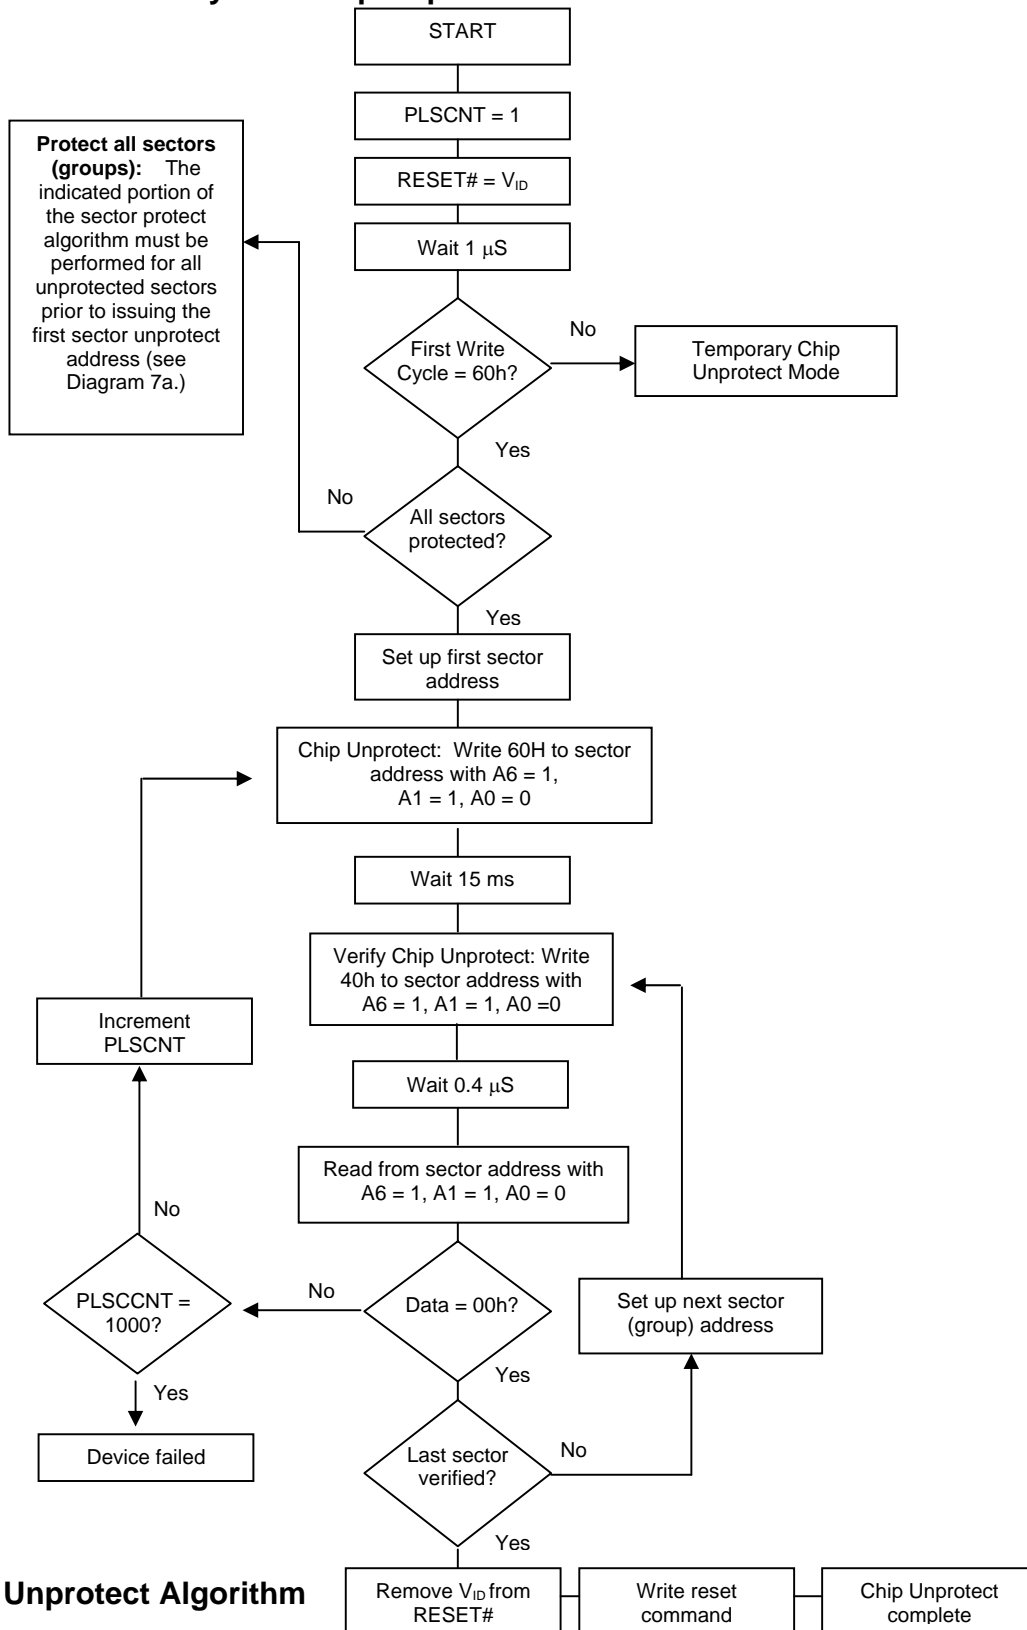 START
PLSCNT = 1
RESET# = VID
Wait 1 μS
Protect all sectors
(groups): The
indicated portion of
the sector protect
algorithm must be
performed for all
unprotected sectors
prior to issuing the
first sector unprotect
address (see
Diagram 7a.)
First Write
Cycle = 60h?
No
Temporary Chip
Unprotect Mode
Yes
No
All sectors
protected?
Yes
Set up first sector
address
Chip Unprotect: Write 60H to sector
address with A6 = 1,
A1 = 1, A0 = 0
Wait 15 ms
Verify Chip Unprotect: Write
40h to sector address with
A6 = 1, A1 = 1, A0 =0
Increment
PLSCNT
Wait 0.4 μS
Read from sector address with
A6 = 1, A1 = 1, A0 = 0
No
PLSCCNT =
1000?
No
Data = 00h?
Set up next sector
(group) address
Yes
Yes
Device failed
Last sector
verified?
No
Yes
Unprotect Algorithm
Remove VID from
RESET#
Write reset
command
Chip Unprotect
complete